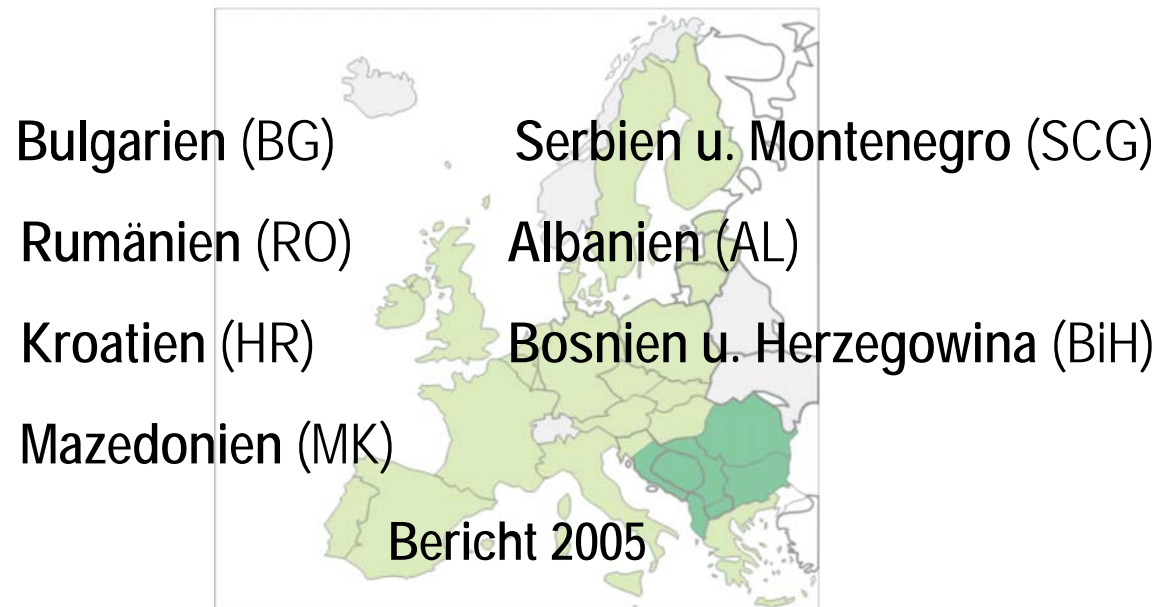 Bulgarien (BG)
Serbien u. Montenegro (SCG)
Rumänien (RO)
Albanien (AL)
Kroatien (HR)
Bosnien u. Herzegowina (BiH)
Mazedonien (MK)
Bericht 2005